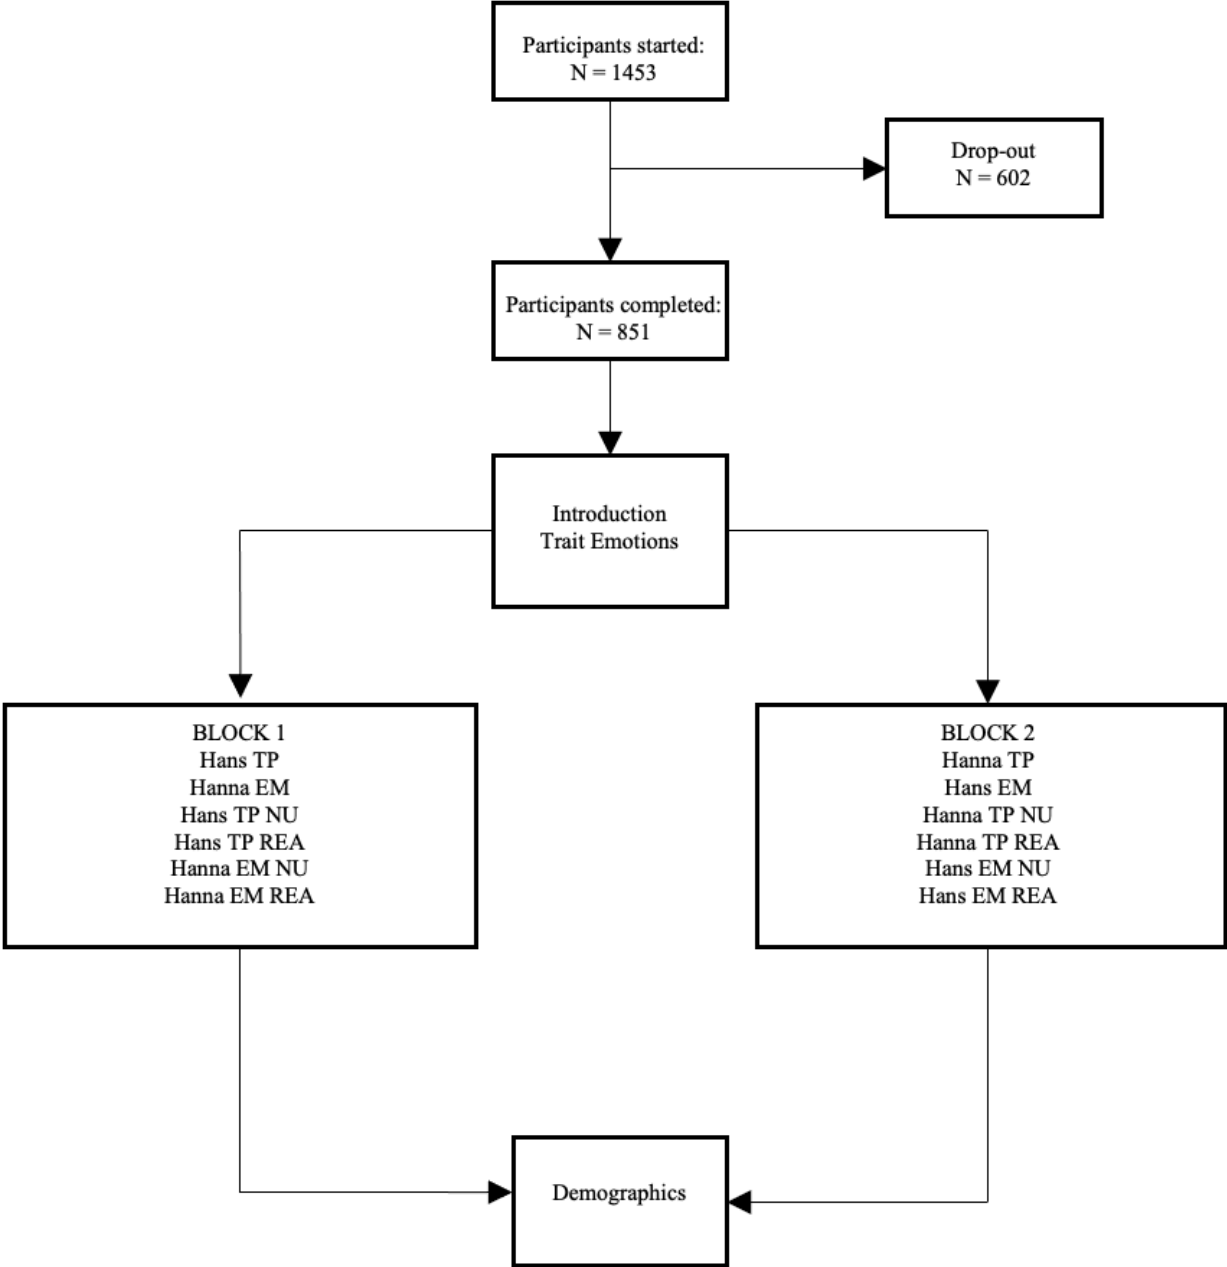 Participants started:
N = 1453
Drop-out
N = 602
Participants completed:
N = 851
Introduction
Trait Emotions
BLOCK 1
Hans TP
Hanna EM
Hans TP NU
Hans TP REA
Hanna EM NU
Hanna EM REA
BLOCK 2
Hanna TP
Hans EM
Hanna TP NU
Hanna TP REA
Hans EM NU
Hans EM REA
Demographics